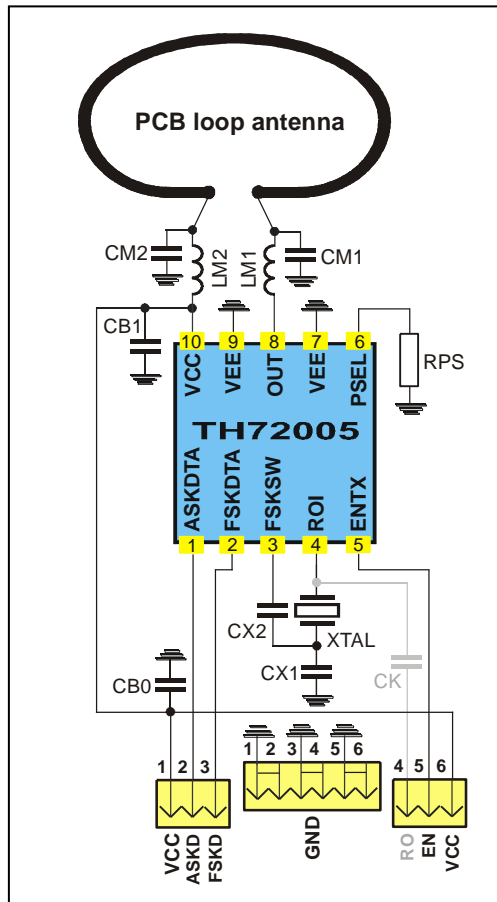 PCB loop antenna
CM2
LM2
LM1
CM1
CB1
10 9 8 7 6
VCC VEE OUT VEE PSEL
RPS
TH72005
ASKDTA FSKDTA FSKSW ROI ENTX
1 2 3 4 5
CX2
XTAL
CX1
CK
CB0
1 2 3
1 2 3 4 5 6
4 5 6
VCC ASKD FSKD
GND
RO EN VCC